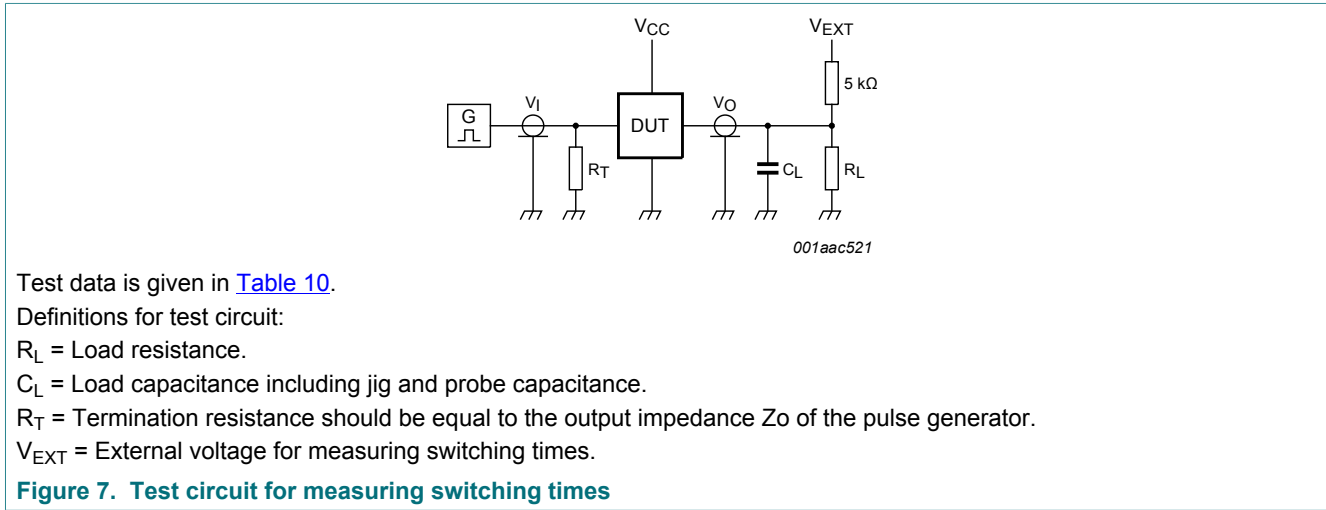 VCC VEXT
5 kΩ
G VI DUT VO
RT CL RL
001aac521
Test data is given in Table 10.
Definitions for test circuit:
RL = Load resistance.
CL = Load capacitance including jig and probe capacitance.
RT = Termination resistance should be equal to the output impedance Zo of the pulse generator.
VEXT = External voltage for measuring switching times.
Figure 7. Test circuit for measuring switching times